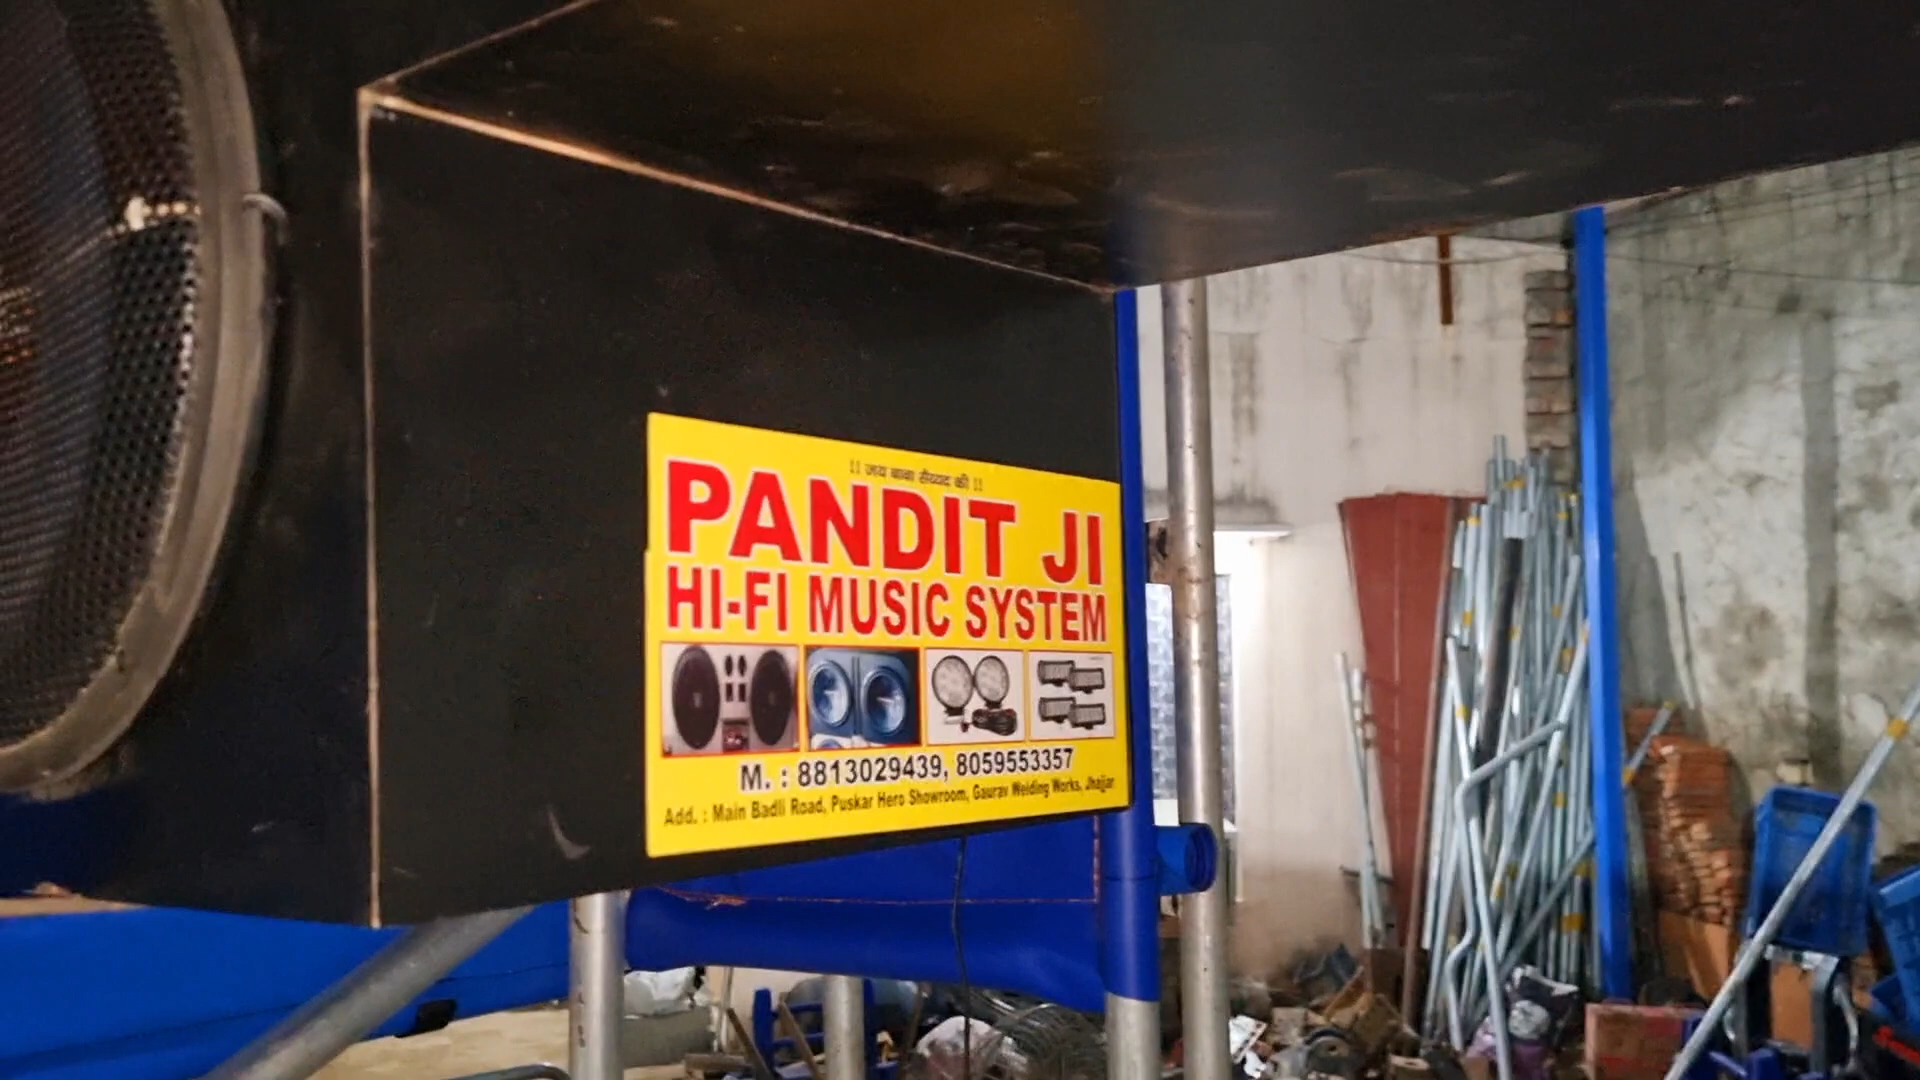 !! जय बाबा सैय्यद की !!
PANDIT JI
HI-FI MUSIC SYSTEM
M. : 8813029439, 8059553357
Add. : Main Badli Road, Puskar Hero Showroom, Gaurav Welding Works, Jhajjar